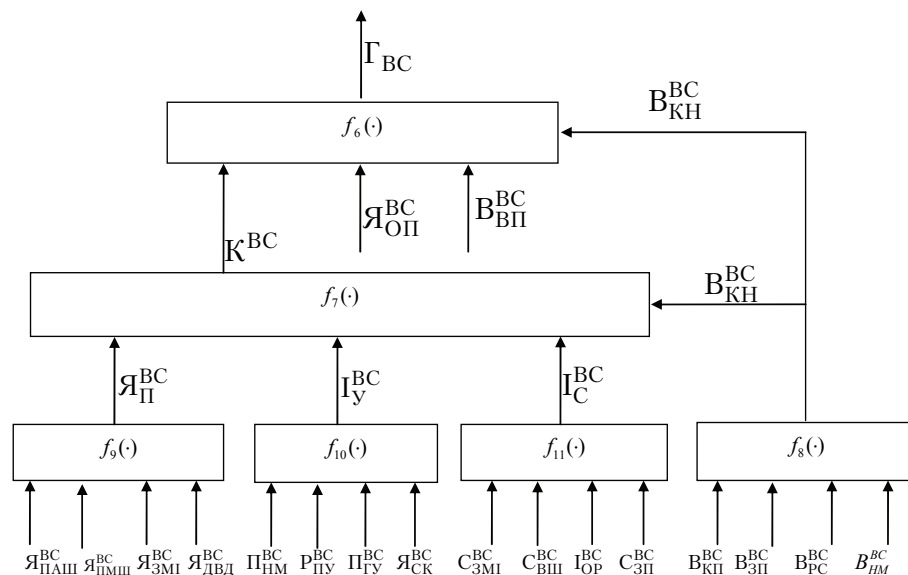 Г_ВС
f_6(·)
В_КН^ВС
К^ВС Я_ОП^ВС В_ВП^ВС
f_7(·)
В_КН^ВС
Я_П^ВС І_У^ВС І_С^ВС
f_9(·) f_10(·) f_11(·) f_8(·)
Я_ПАШ^ВС Я_ПМШ^ВС Я_ЗМІ^ВС Я_ДВД^ВС П_НМ^ВС Р_ПУ^ВС П_ГУ^ВС Я_СК^ВС С_ЗМІ^ВС С_ВШ^ВС І_ОР^ВС С_ЗП^ВС В_КП^ВС В_ЗП^ВС В_РС^ВС В_НМ^ВС